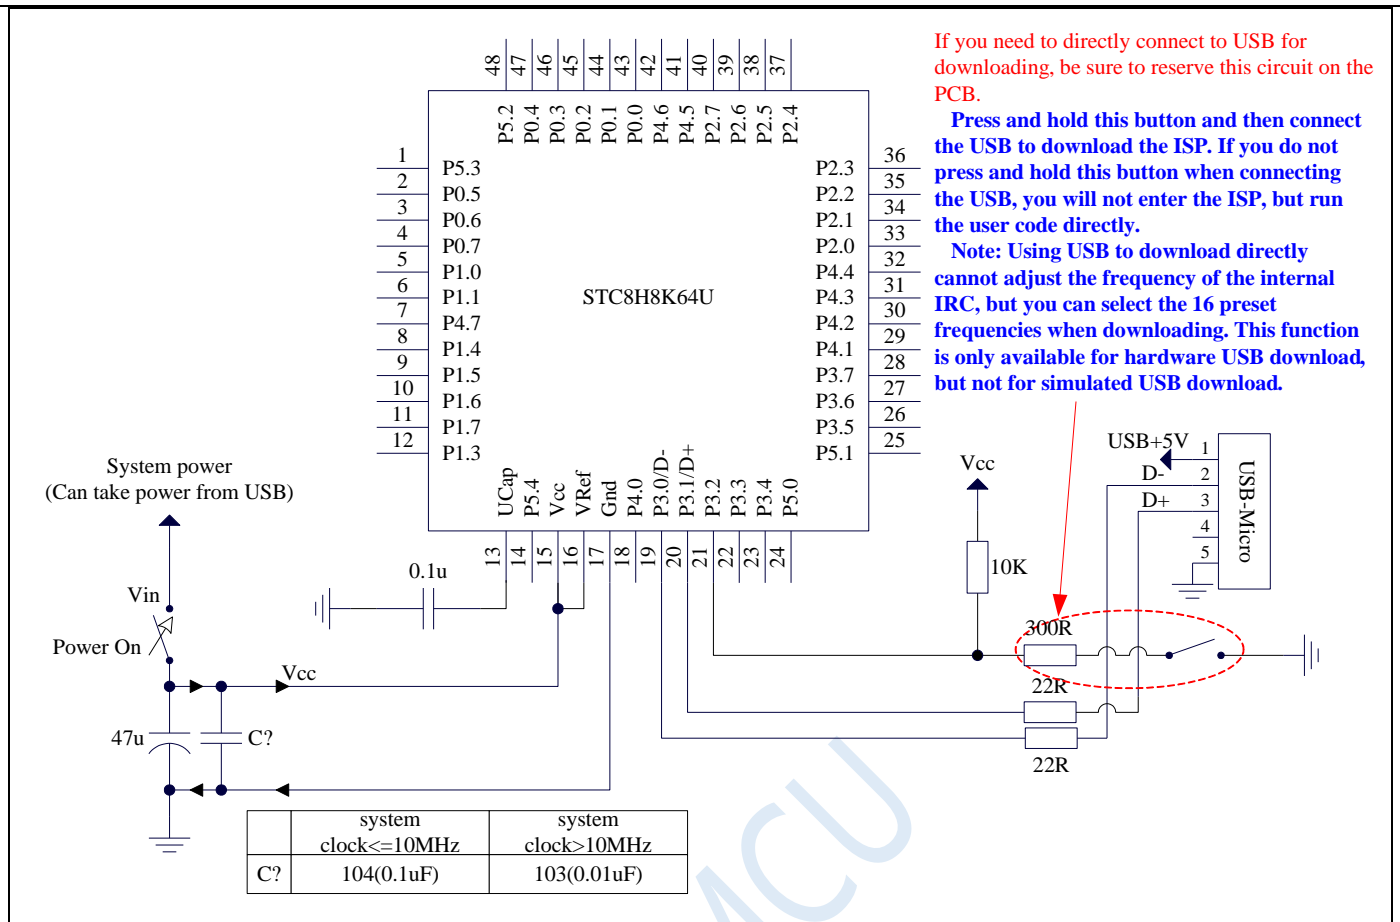 If you need to directly connect to USB for
downloading, be sure to reserve this circuit on the
PCB.
Press and hold this button and then connect
the USB to download the ISP. If you do not
press and hold this button when connecting
the USB, you will not enter the ISP, but run
the user code directly.
Note: Using USB to download directly
cannot adjust the frequency of the internal
IRC, but you can select the 16 preset
frequencies when downloading. This function
is only available for hardware USB download,
but not for simulated USB download.
48 47 46 45 44 43 42 41 40 39 38 37
P5.2 P0.4 P0.3 P0.2 P0.1 P0.0 P4.6 P4.5 P2.7 P2.6 P2.5 P2.4
1 P5.3 P2.3 36
2 P0.5 P2.2 35
3 P0.6 P2.1 34
4 P0.7 P2.0 33
5 P1.0 P4.4 32
6 P1.1 STC8H8K64U P4.3 31
7 P4.7 P4.2 30
8 P1.4 P4.1 29
9 P1.5 P3.7 28
10 P1.6 P3.6 27
11 P1.7 P3.5 26
12 P1.3 P5.1 25
UCap P5.4 Vcc VRef Gnd P4.0 P3.0/D- P3.1/D+ P3.2 P3.3 P3.4 P5.0
13 14 15 16 17 18 19 20 21 22 23 24
System power
(Can take power from USB)
Vin
Power On
Vcc
47u
C?
0.1u
Vcc
10K
USB+5V 1
D- 2
D+ 3
4
5
USB-Micro
300R
22R
22R
system system
clock<=10MHz clock>10MHz
C? 104(0.1uF) 103(0.01uF)
MCU